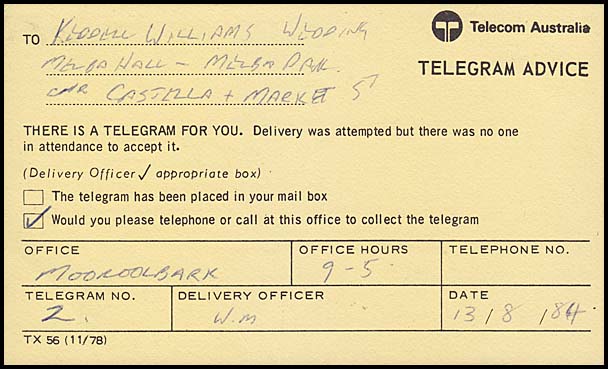 Telecom Australia
TELEGRAM ADVICE
TO KEDDELL WILLIAMS WEDDING
MELBA HALL - MELBA PAR.
CNR CASTELLA + MARKET ST
THERE IS A TELEGRAM FOR YOU. Delivery was attempted but there was no one
in attendance to accept it.
(Delivery Officer ✓ appropriate box)
The telegram has been placed in your mail box
✓ Would you please telephone or call at this office to collect the telegram
OFFICE OFFICE HOURS TELEPHONE NO.
MOOROOLBARK 9-5
TELEGRAM NO. DELIVERY OFFICER DATE
2. W.M 13/8/84
TX 56 (11/78)